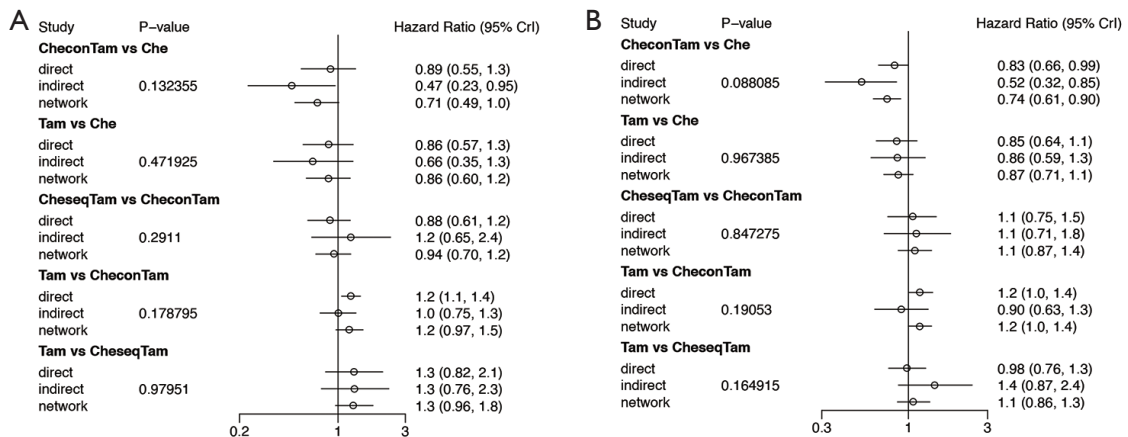 A
Study P−value Hazard Ratio (95% CrI)
CheconTam vs Che
direct 0.89 (0.55, 1.3)
indirect 0.132355 0.47 (0.23, 0.95)
network 0.71 (0.49, 1.0)
Tam vs Che
direct 0.86 (0.57, 1.3)
indirect 0.471925 0.66 (0.35, 1.3)
network 0.86 (0.60, 1.2)
CheseqTam vs CheconTam
direct 0.88 (0.61, 1.2)
indirect 0.2911 1.2 (0.65, 2.4)
network 0.94 (0.70, 1.2)
Tam vs CheconTam
direct 1.2 (1.1, 1.4)
indirect 0.178795 1.0 (0.75, 1.3)
network 1.2 (0.97, 1.5)
Tam vs CheseqTam
direct 1.3 (0.82, 2.1)
indirect 0.97951 1.3 (0.76, 2.3)
network 1.3 (0.96, 1.8)
0.2 1 3
B
Study P−value Hazard Ratio (95% CrI)
CheconTam vs Che
direct 0.83 (0.66, 0.99)
indirect 0.088085 0.52 (0.32, 0.85)
network 0.74 (0.61, 0.90)
Tam vs Che
direct 0.85 (0.64, 1.1)
indirect 0.967385 0.86 (0.59, 1.3)
network 0.87 (0.71, 1.1)
CheseqTam vs CheconTam
direct 1.1 (0.75, 1.5)
indirect 0.847275 1.1 (0.71, 1.8)
network 1.1 (0.87, 1.4)
Tam vs CheconTam
direct 1.2 (1.0, 1.4)
indirect 0.19053 0.90 (0.63, 1.3)
network 1.2 (1.0, 1.4)
Tam vs CheseqTam
direct 0.98 (0.76, 1.3)
indirect 0.164915 1.4 (0.87, 2.4)
network 1.1 (0.86, 1.3)
0.3 1 3